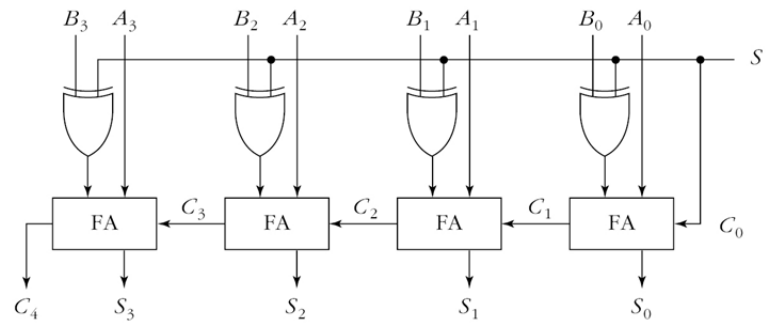 B₃ A₃ B₂ A₂ B₁ A₁ B₀ A₀
S
FA C₃ FA C₂ FA C₁ FA C₀
C₄ S₃ S₂ S₁ S₀